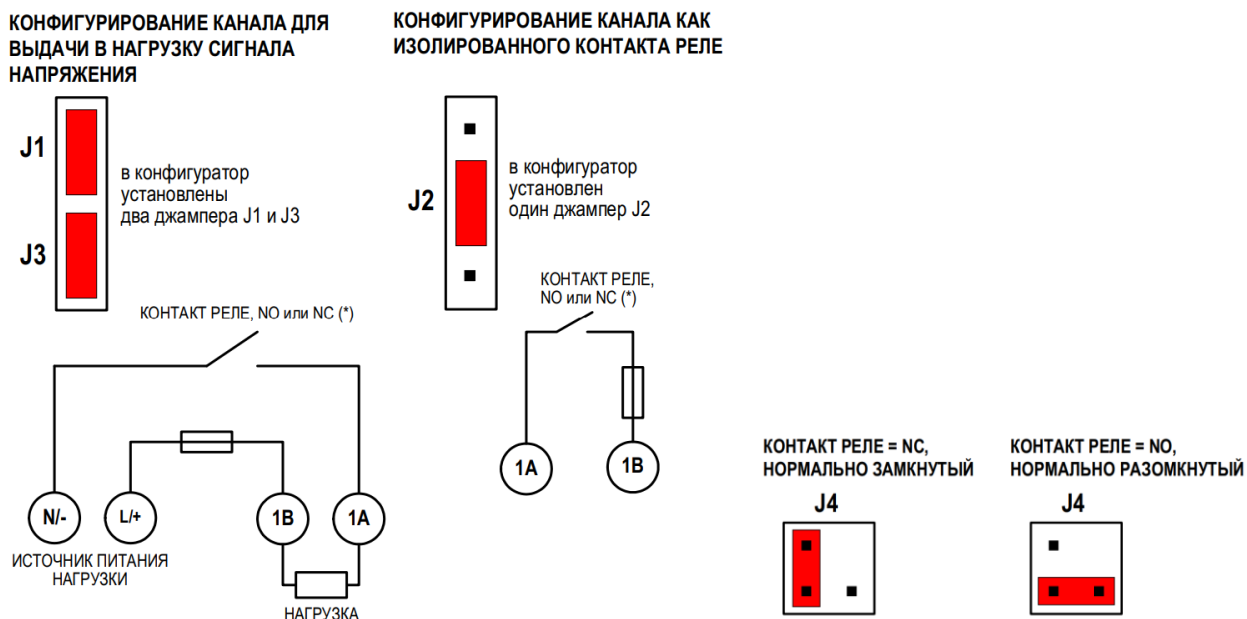 КОНФИГУРИРОВАНИЕ КАНАЛА ДЛЯ
ВЫДАЧИ В НАГРУЗКУ СИГНАЛА
НАПРЯЖЕНИЯ
J1
J3
в конфигуратор
установлены
два джампера J1 и J3
КОНТАКТ РЕЛЕ, NO или NC (*)
N/-
L/+
1B
1A
ИСТОЧНИК ПИТАНИЯ
НАГРУЗКИ
НАГРУЗКА
КОНФИГУРИРОВАНИЕ КАНАЛА КАК
ИЗОЛИРОВАННОГО КОНТАКТА РЕЛЕ
J2
в конфигуратор
установлен
один джампер J2
КОНТАКТ РЕЛЕ,
NO или NC (*)
1A
1B
КОНТАКТ РЕЛЕ = NC,
НОРМАЛЬНО ЗАМКНУТЫЙ
J4
КОНТАКТ РЕЛЕ = NO,
НОРМАЛЬНО РАЗОМКНУТЫЙ
J4